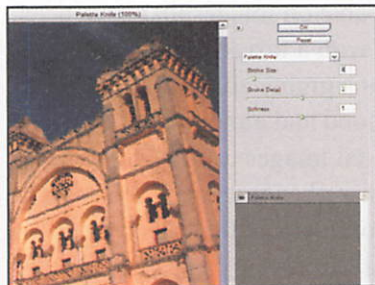 Palette Knife (100%)
OK
Reset
Palette Knife
Stroke Size
Stroke Detail
Softness
Palette Knife